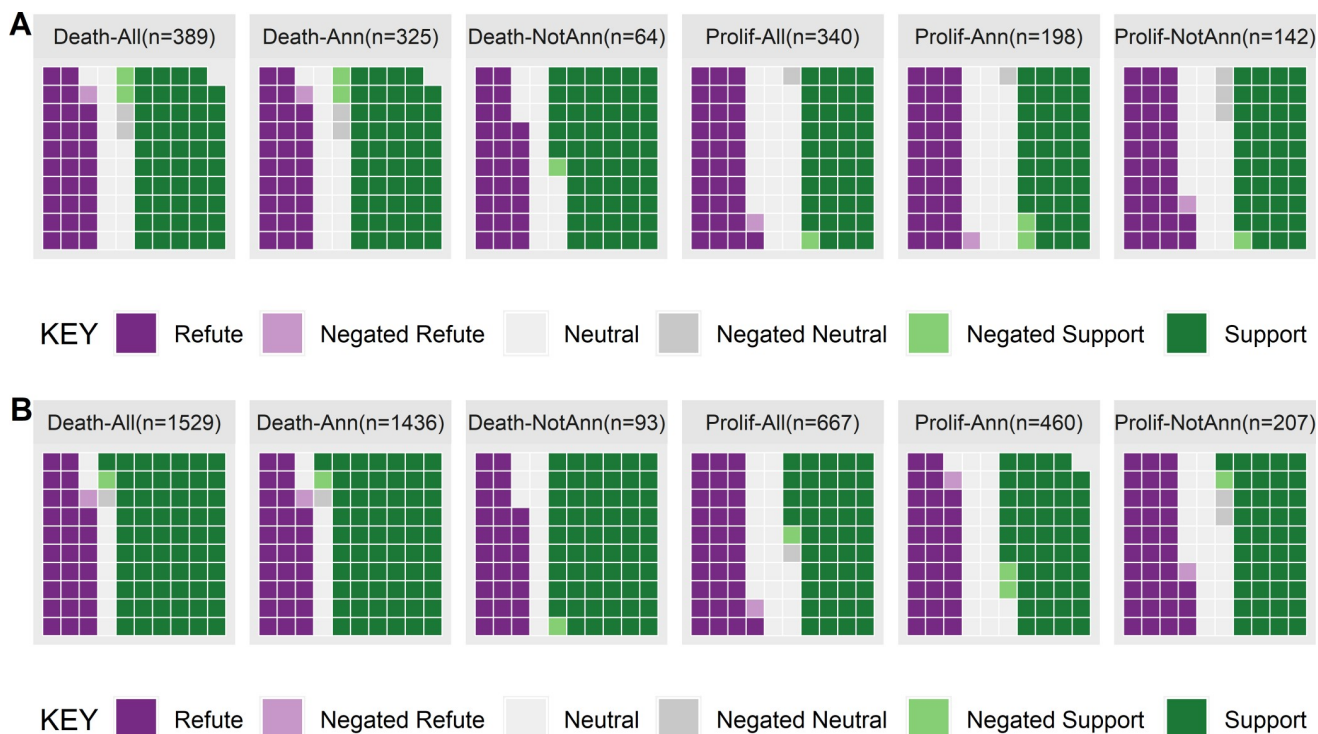 A
Death-All(n=389) Death-Ann(n=325) Death-NotAnn(n=64) Prolif-All(n=340) Prolif-Ann(n=198) Prolif-NotAnn(n=142)
KEY Refute Negated Refute Neutral Negated Neutral Negated Support Support
B
Death-All(n=1529) Death-Ann(n=1436) Death-NotAnn(n=93) Prolif-All(n=667) Prolif-Ann(n=460) Prolif-NotAnn(n=207)
KEY Refute Negated Refute Neutral Negated Neutral Negated Support Support